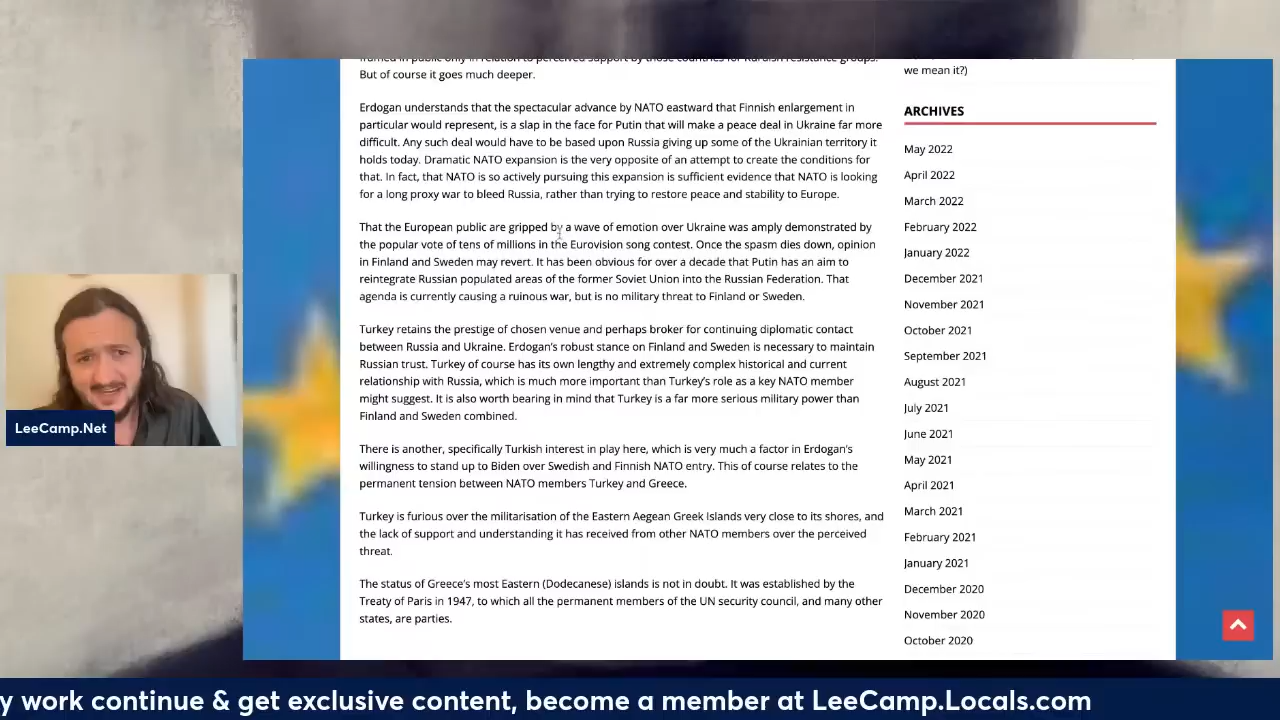 framed in public only in relation to perceived support by those countries for Kurdish resistance groups.
But of course it goes much deeper.
Erdogan understands that the spectacular advance by NATO eastward that Finnish enlargement in
particular would represent, is a slap in the face for Putin that will make a peace deal in Ukraine far more
difficult. Any such deal would have to be based upon Russia giving up some of the Ukrainian territory it
holds today. Dramatic NATO expansion is the very opposite of an attempt to create the conditions for
that. In fact, that NATO is so actively pursuing this expansion is sufficient evidence that NATO is looking
for a long proxy war to bleed Russia, rather than trying to restore peace and stability to Europe.
That the European public are gripped by a wave of emotion over Ukraine was amply demonstrated by
the popular vote of tens of millions in the Eurovision song contest. Once the spasm dies down, opinion
in Finland and Sweden may revert. It has been obvious for over a decade that Putin has an aim to
reintegrate Russian populated areas of the former Soviet Union into the Russian Federation. That
agenda is currently causing a ruinous war, but is no military threat to Finland or Sweden.
Turkey retains the prestige of chosen venue and perhaps broker for continuing diplomatic contact
between Russia and Ukraine. Erdogan's robust stance on Finland and Sweden is necessary to maintain
Russian trust. Turkey of course has its own lengthy and extremely complex historical and current
relationship with Russia, which is much more important than Turkey's role as a key NATO member
might suggest. It is also worth bearing in mind that Turkey is a far more serious military power than
Finland and Sweden combined.
There is another, specifically Turkish interest in play here, which is very much a factor in Erdogan's
willingness to stand up to Biden over Swedish and Finnish NATO entry. This of course relates to the
permanent tension between NATO members Turkey and Greece.
Turkey is furious over the militarisation of the Eastern Aegean Greek Islands very close to its shores, and
the lack of support and understanding it has received from other NATO members over the perceived
threat.
The status of Greece's most Eastern (Dodecanese) islands is not in doubt. It was established by the
Treaty of Paris in 1947, to which all the permanent members of the UN security council, and many other
states, are parties.
we mean it?)
ARCHIVES
May 2022
April 2022
March 2022
February 2022
January 2022
December 2021
November 2021
October 2021
September 2021
August 2021
July 2021
June 2021
May 2021
April 2021
March 2021
February 2021
January 2021
December 2020
November 2020
October 2020
LeeCamp.Net
y work continue & get exclusive content, become a member at LeeCamp.Locals.com